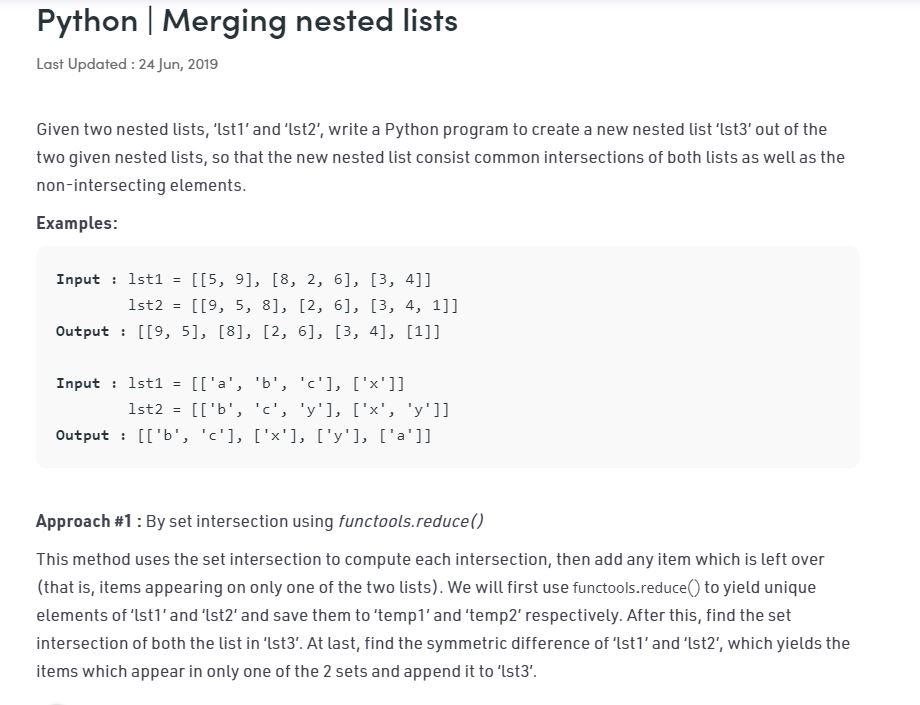 Python | Merging nested lists
Last Updated : 24 Jun, 2019
Given two nested lists, 'lst1' and 'lst2', write a Python program to create a new nested list 'lst3' out of the
two given nested lists, so that the new nested list consist common intersections of both lists as well as the
non-intersecting elements.
Examples:
Input : lst1 = [[5, 9], [8, 2, 6], [3, 4]]
lst2 = [[9, 5, 8], [2, 6], [3, 4, 1]]
Output : [[9, 5], [8], [2, 6], [3, 4], [1]]
Input : lst1 = [['a', 'b', 'c'], ['x']]
lst2 = [['b', 'c', 'y'], ['x', 'y']]
Output : [['b', 'c'], ['x'], ['y'], ['a']]
Approach #1 : By set intersection using functools.reduce()
This method uses the set intersection to compute each intersection, then add any item which is left over
(that is, items appearing on only one of the two lists). We will first use functools.reduce() to yield unique
elements of 'lst1' and 'lst2' and save them to 'temp1' and 'temp2' respectively. After this, find the set
intersection of both the list in 'lst3'. At last, find the symmetric difference of 'lst1' and 'lst2', which yields the
items which appear in only one of the 2 sets and append it to 'lst3'.